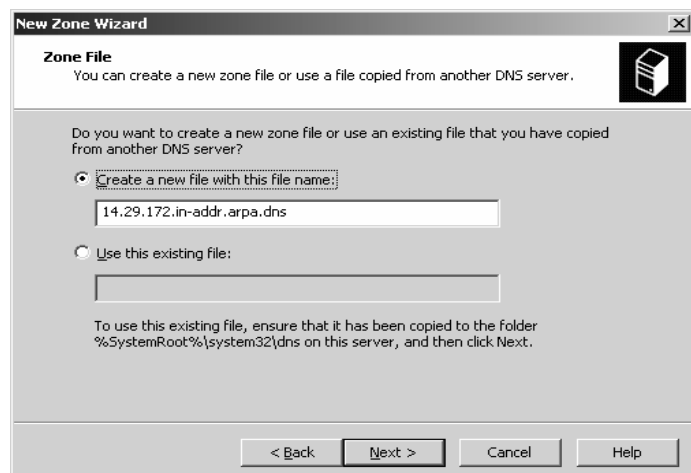 New Zone Wizard
Zone File
You can create a new zone file or use a file copied from another DNS server.
Do you want to create a new zone file or use an existing file that you have copied
from another DNS server?
Create a new file with this file name:
14.29.172.in-addr.arpa.dns
Use this existing file:
To use this existing file, ensure that it has been copied to the folder
%SystemRoot%\system32\dns on this server, and then click Next.
< Back
Next >
Cancel
Help